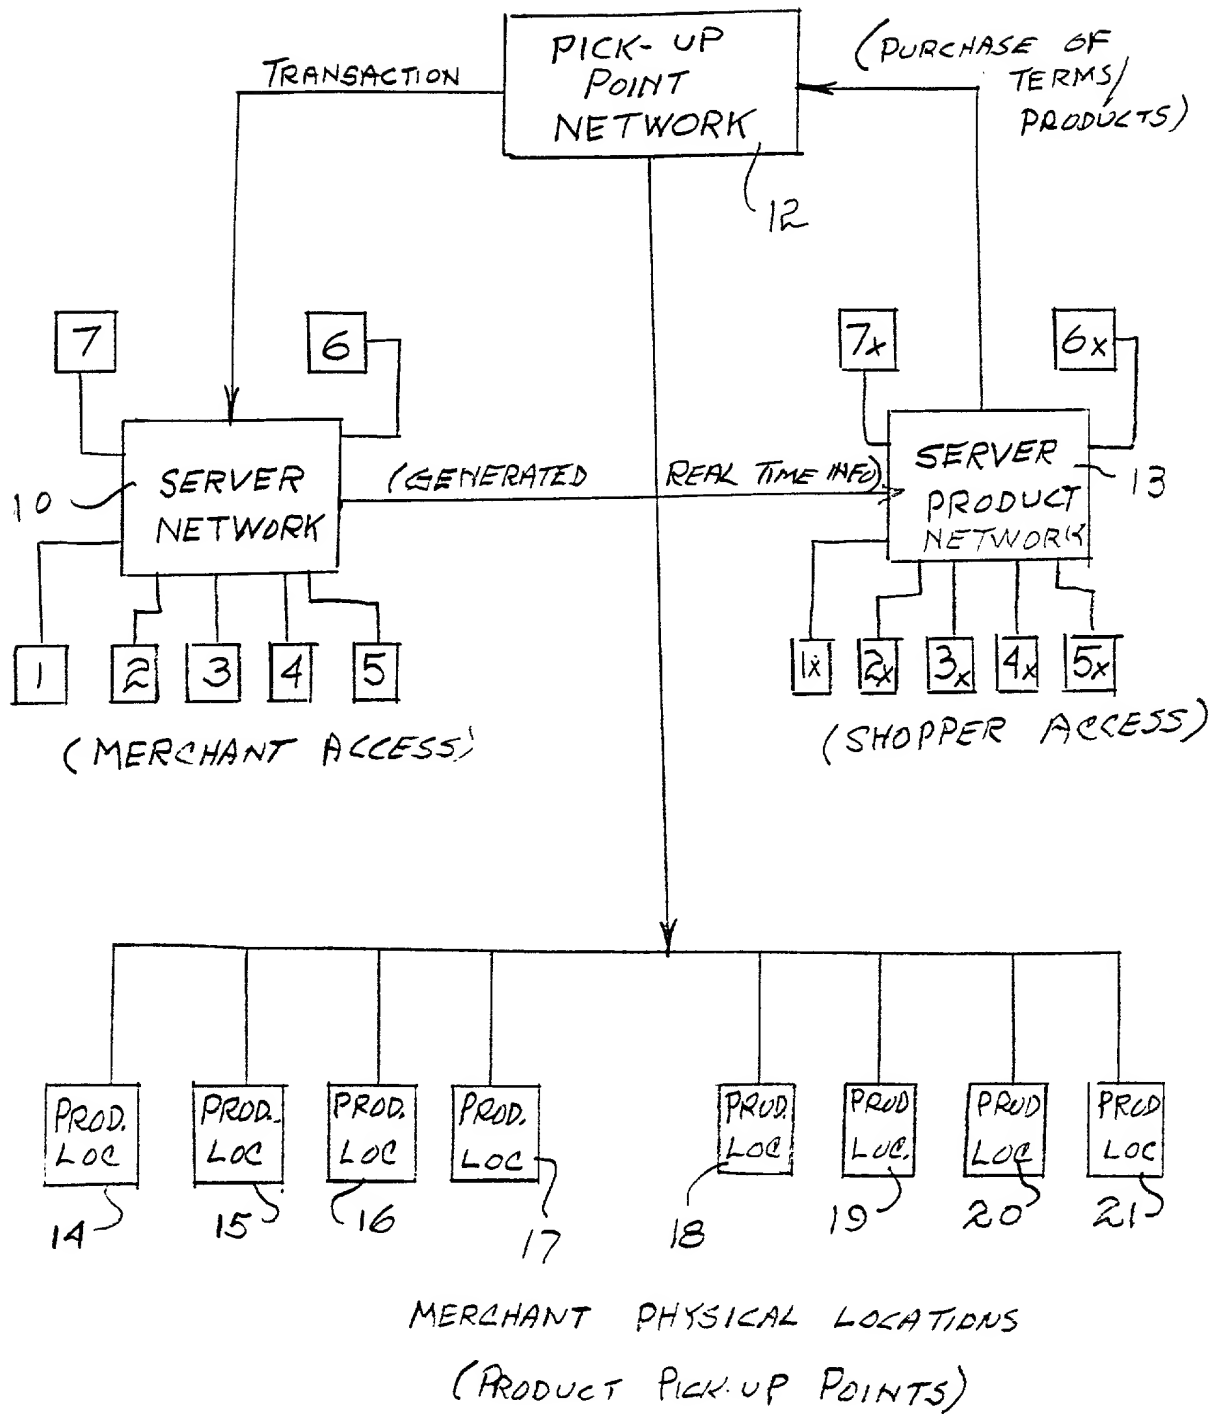 PICK-UP
POINT
NETWORK
12
TRANSACTION
(PURCHASE OF
TERMS/
PRODUCTS)
7
6
7x
6x
10
SERVER
NETWORK
(GENERATED REAL TIME INFO)
SERVER
PRODUCT
NETWORK
13
1
2
3
4
5
1x
2x
3x
4x
5x
(MERCHANT ACCESS)
(SHOPPER ACCESS)
PROD.
LOC
14
PROD.
LOC
15
PROD.
LOC
16
PROD.
LOC
17
PROD.
LOC
18
PROD
LOC.
19
PROD
LOC
20
PROD
LOC
21
MERCHANT PHYSICAL LOCATIONS
(PRODUCT PICK-UP POINTS)